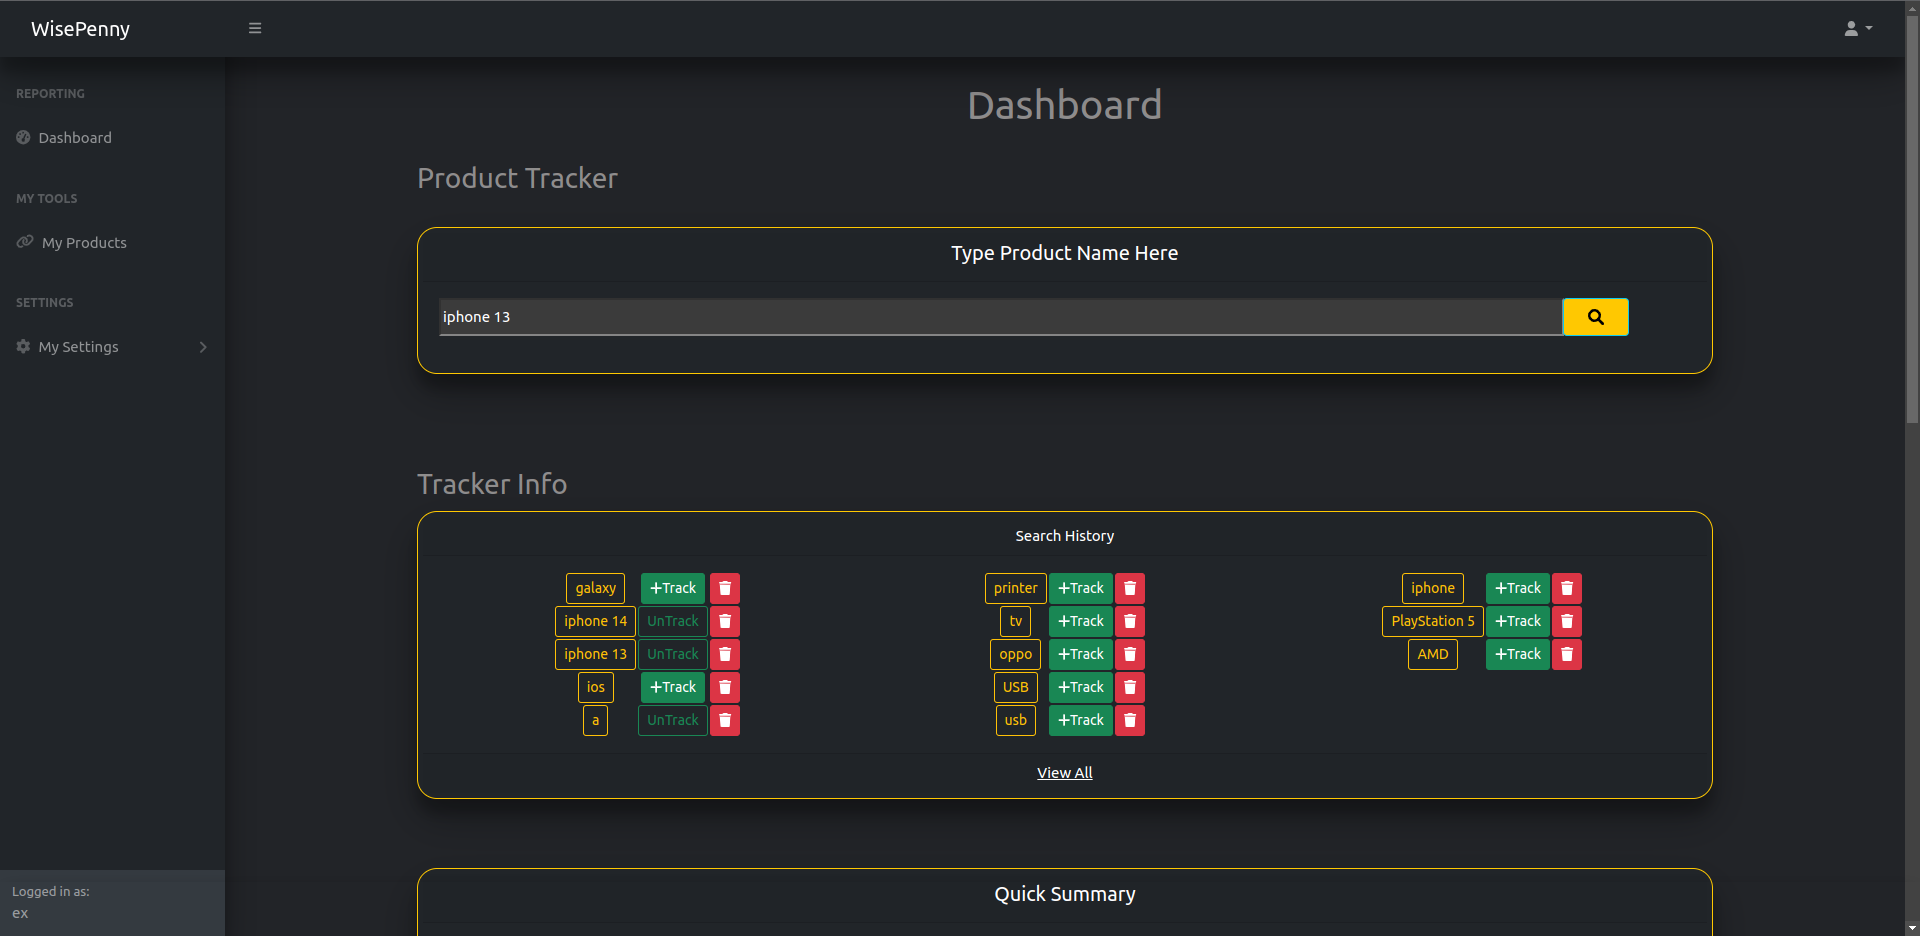 WisePenny
REPORTING
Dashboard
MY TOOLS
My Products
SETTINGS
My Settings
Logged in as:
ex
Dashboard
Product Tracker
Type Product Name Here
iphone 13
Tracker Info
Search History
galaxy +Track
iphone 14 UnTrack
iphone 13 UnTrack
ios +Track
a UnTrack
printer +Track
tv +Track
oppo +Track
USB +Track
usb +Track
iphone +Track
PlayStation 5 +Track
AMD +Track
View All
Quick Summary